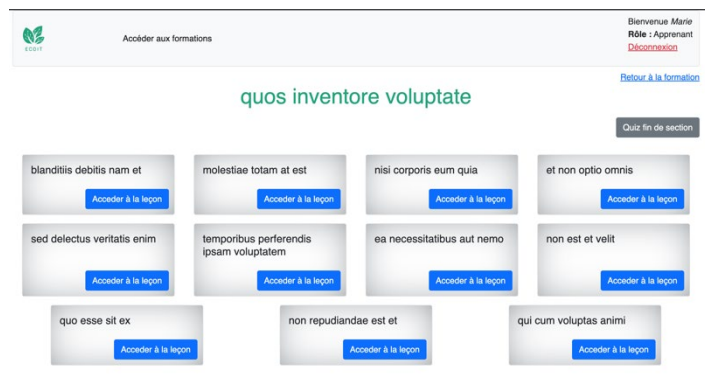 ECOIT
Accéder aux formations
Bienvenue Marie
Rôle : Apprenant
Déconnexion
Retour à la formation
quos inventore voluptate
Quiz fin de section
blanditiis debitis nam et
Acceder à la leçon
molestiae totam at est
Acceder à la leçon
nisi corporis eum quia
Acceder à la leçon
et non optio omnis
Acceder à la leçon
sed delectus veritatis enim
Acceder à la leçon
temporibus perferendis
ipsam voluptatem
Acceder à la leçon
ea necessitatibus aut nemo
Acceder à la leçon
non est et velit
Acceder à la leçon
quo esse sit ex
Acceder à la leçon
non repudiandae est et
Acceder à la leçon
qui cum voluptas animi
Acceder à la leçon